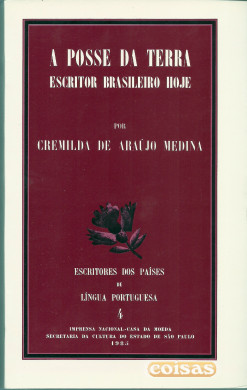 A POSSE DA TERRA
ESCRITOR BRASILEIRO HOJE
POR
CREMILDA DE ARAÚJO MEDINA
ESCRITORES DOS PAÍSES
DE
LÍNGUA PORTUGUESA
4
IMPRENSA NACIONAL-CASA DA MOEDA
SECRETARIA DA CULTURA DO ESTADO DE SÃO PAULO
1985
coisas